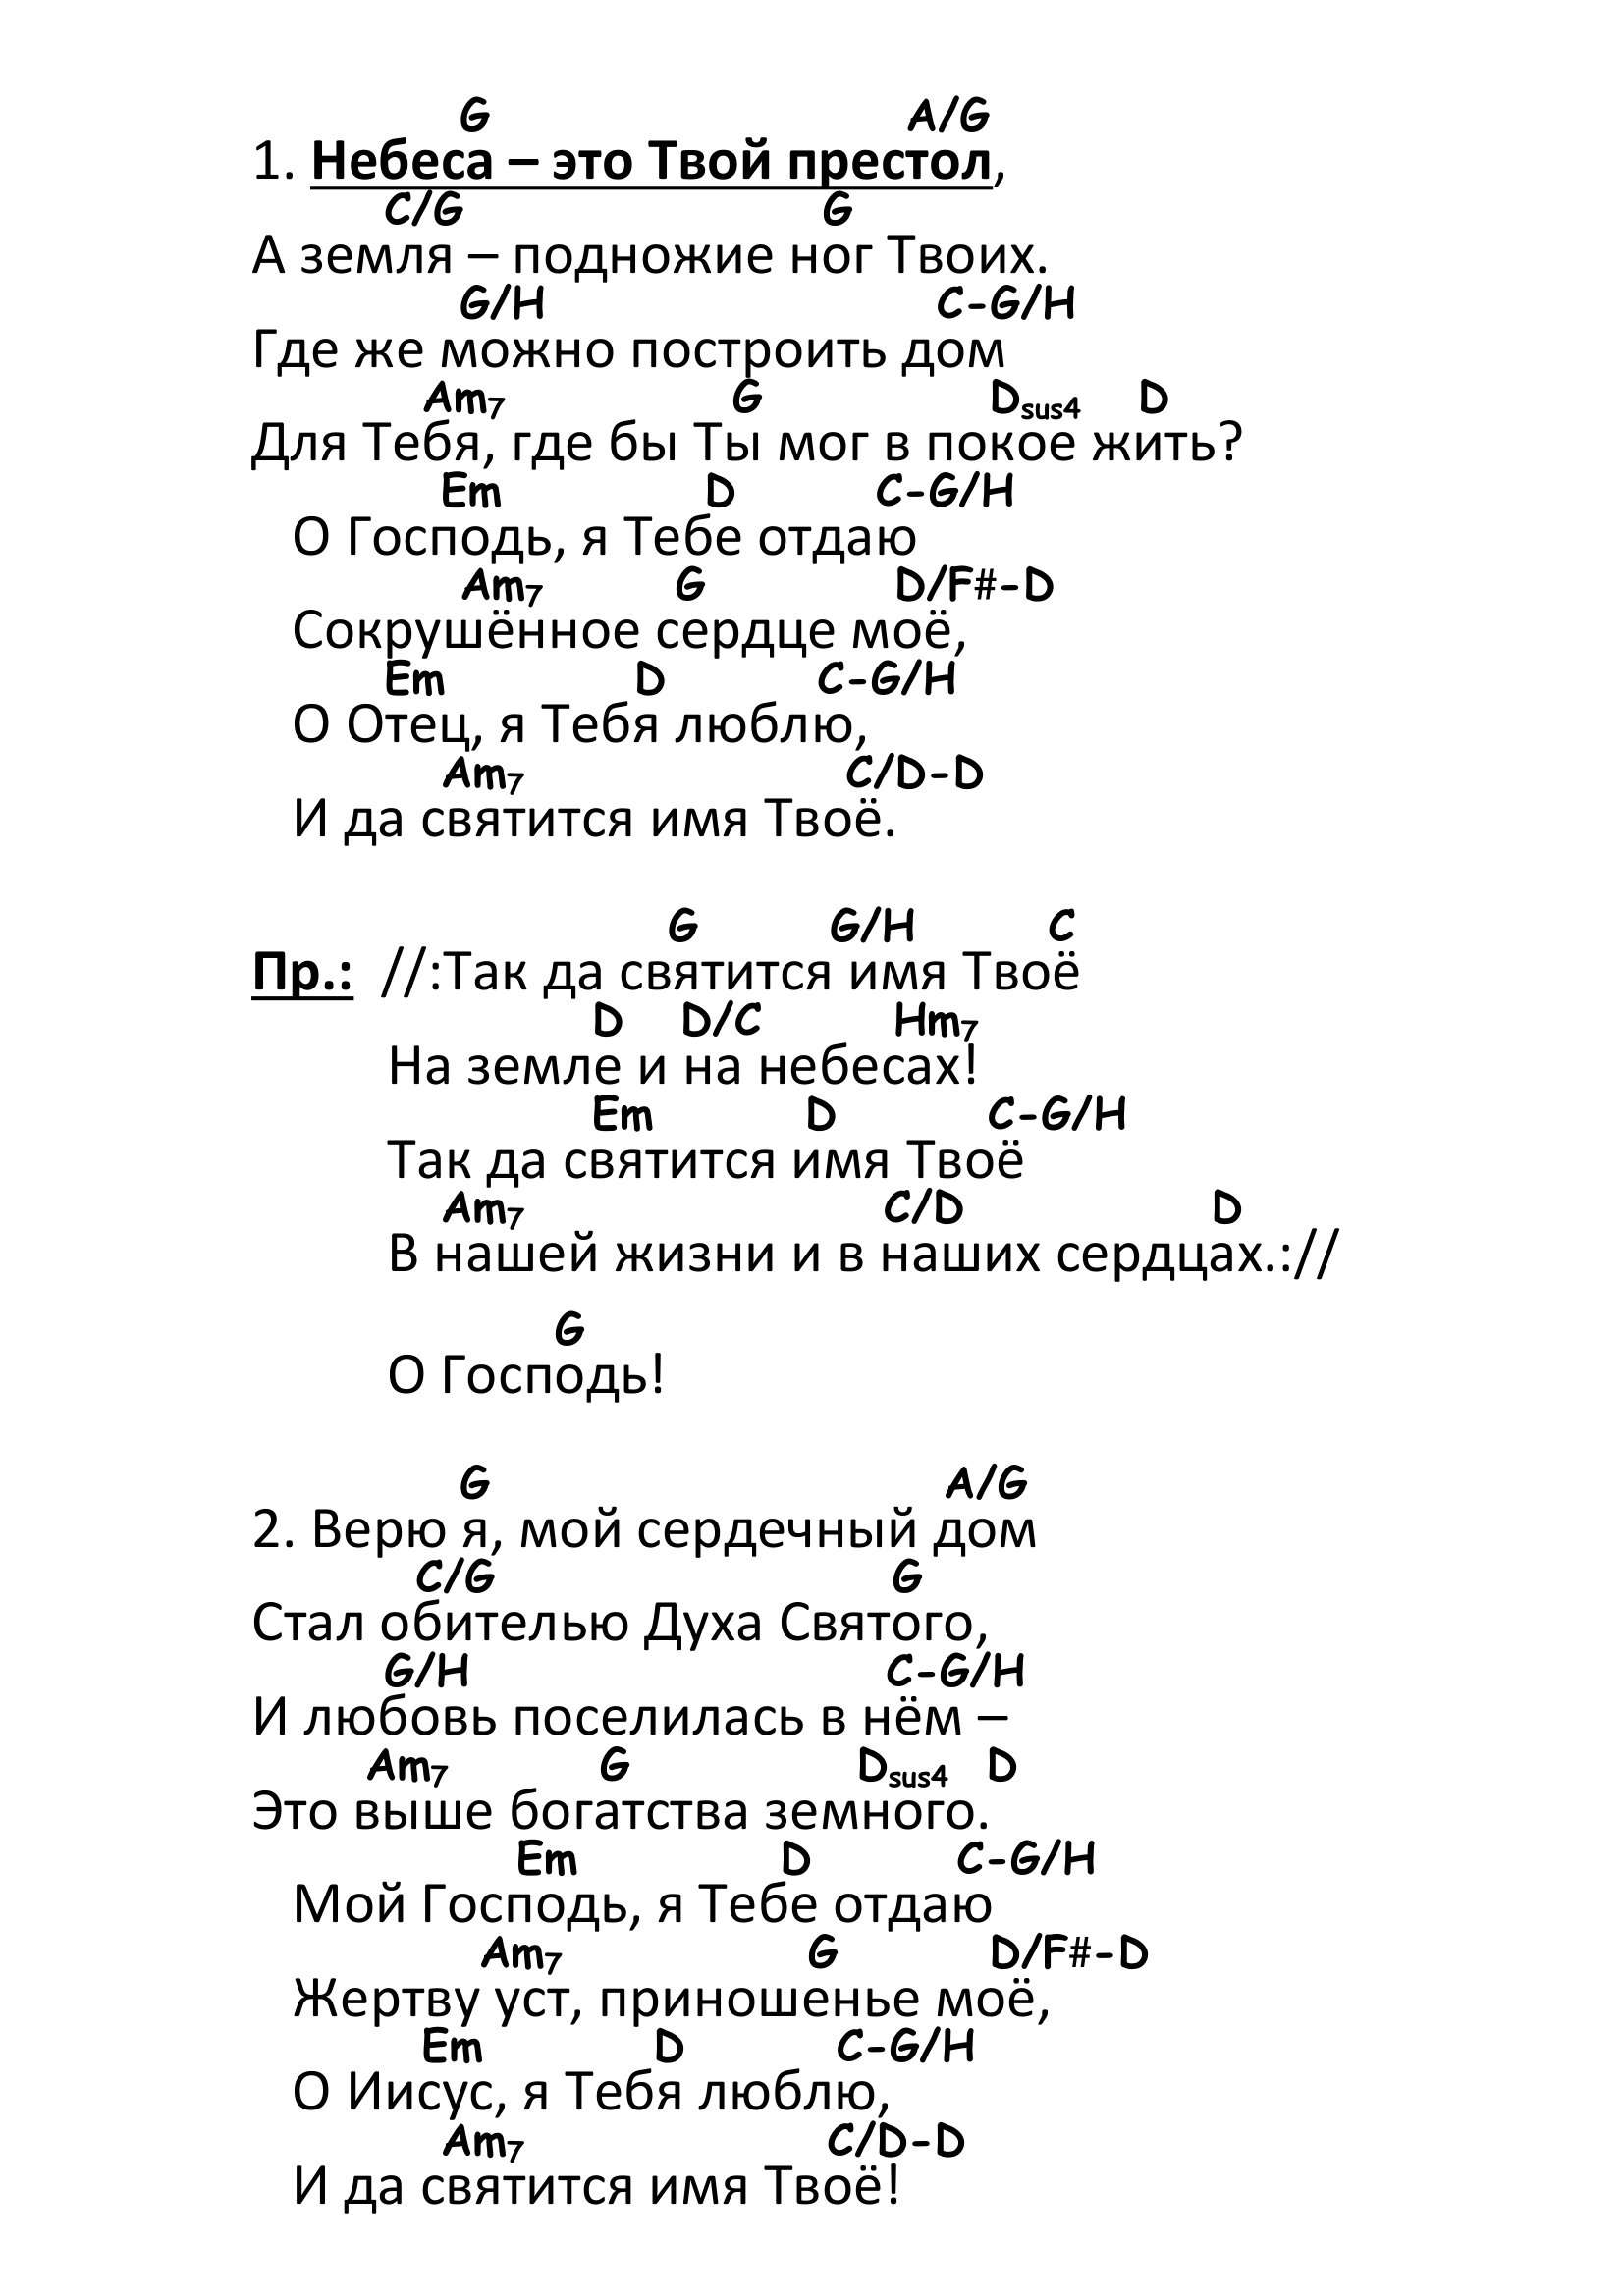 G A/G
1. Небеса – это Твой престол,
C/G G
А земля – подножие ног Твоих.
G/H C-G/H
Где же можно построить дом
Am7 G Dsus4 D
Для Тебя, где бы Ты мог в покое жить?
Em D C-G/H
О Господь, я Тебе отдаю
Am7 G D/F#-D
Сокрушённое сердце моё,
Em D C-G/H
О Отец, я Тебя люблю,
Am7 C/D-D
И да святится имя Твоё.
G G/H C
Пр.: //:Так да святится имя Твоё
D D/C Hm7
На земле и на небесах!
Em D C-G/H
Так да святится имя Твоё
Am7 C/D D
В нашей жизни и в наших сердцах.://
G
О Господь!
G A/G
2. Верю я, мой сердечный дом
C/G G
Стал обителью Духа Святого,
G/H C-G/H
И любовь поселилась в нём –
Am7 G Dsus4 D
Это выше богатства земного.
Em D C-G/H
Мой Господь, я Тебе отдаю
Am7 G D/F#-D
Жертву уст, приношенье моё,
Em D C-G/H
О Иисус, я Тебя люблю,
Am7 C/D-D
И да святится имя Твоё!